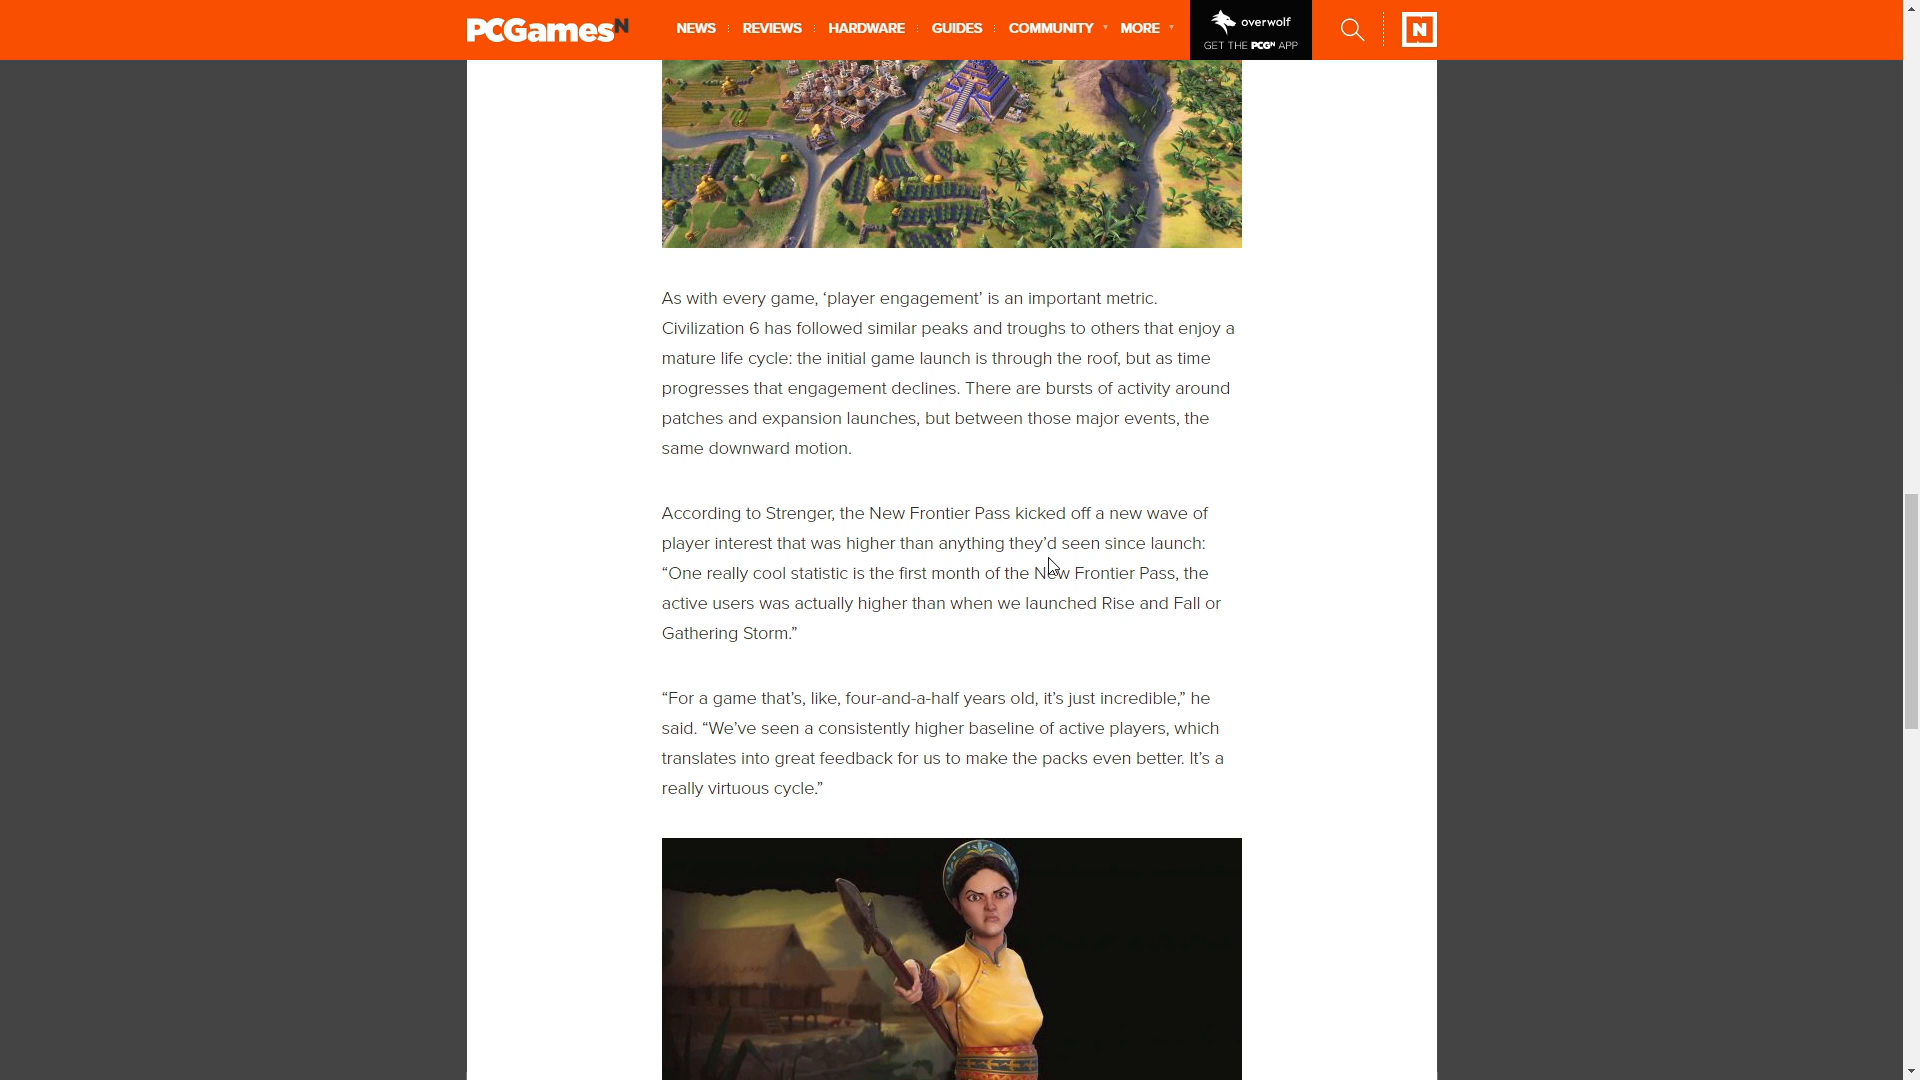 PCGamesN
NEWS
REVIEWS
HARDWARE
GUIDES
COMMUNITY
MORE
overwolf
GET THE PCGN APP
N
As with every game, ‘player engagement’ is an important metric.
Civilization 6 has followed similar peaks and troughs to others that enjoy a
mature life cycle: the initial game launch is through the roof, but as time
progresses that engagement declines. There are bursts of activity around
patches and expansion launches, but between those major events, the
same downward motion.
According to Strenger, the New Frontier Pass kicked off a new wave of
player interest that was higher than anything they’d seen since launch:
“One really cool statistic is the first month of the New Frontier Pass, the
active users was actually higher than when we launched Rise and Fall or
Gathering Storm.”
“For a game that’s, like, four-and-a-half years old, it’s just incredible,” he
said. “We’ve seen a consistently higher baseline of active players, which
translates into great feedback for us to make the packs even better. It’s a
really virtuous cycle.”